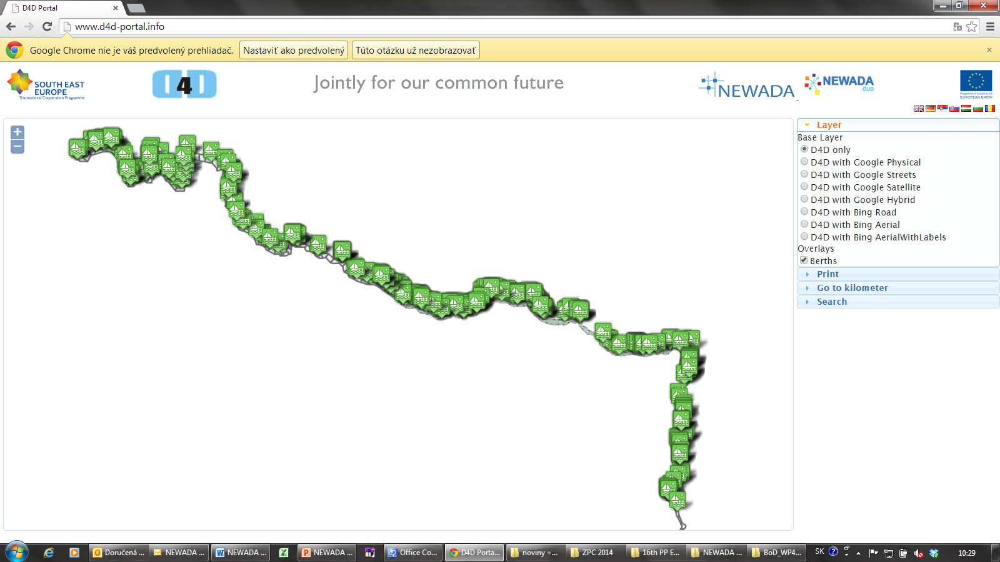 D4D Portal
www.d4d-portal.info
Google Chrome nie je váš predvolený prehliadač. Nastaviť ako predvolený Túto otázku už nezobrazovať
SOUTH EAST
EUROPE
Transnational Cooperation Programme
D4D
Jointly for our common future
NEWADA
NEWADA
duo
EUROPEAN UNION
+
−
Layer
Base Layer
D4D only
D4D with Google Physical
D4D with Google Streets
D4D with Google Satellite
D4D with Google Hybrid
D4D with Bing Road
D4D with Bing Aerial
D4D with Bing AerialWithLabels
Overlays
Berths
Print
Go to kilometer
Search
Doručená ... NEWADA ... NEWADA ... NEWADA ... Office Co... D4D Porta... noviny +... ZPC 2014 16th PP E... NEWADA ... BoD_WP4... SK 10:29